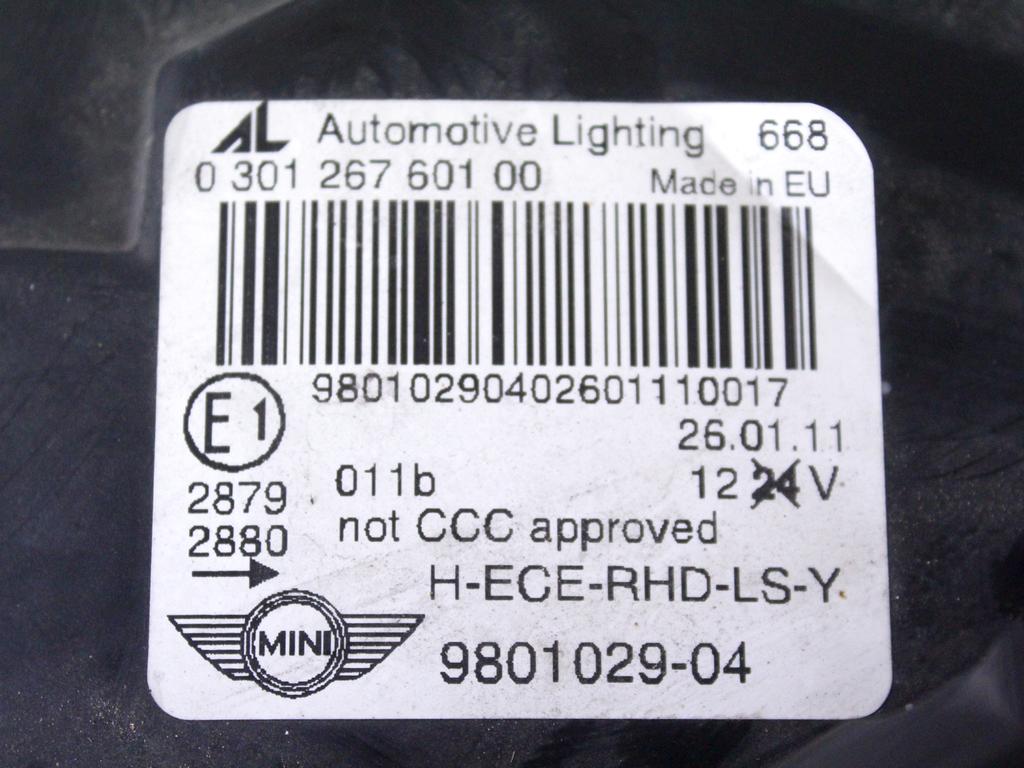 AL Automotive Lighting 668
0 301 267 601 00 Made in EU
98010290402601110017
E1 26.01.11
2879 011b 12 24 V
2880 not CCC approved
H-ECE-RHD-LS-Y
MINI 9801029-04